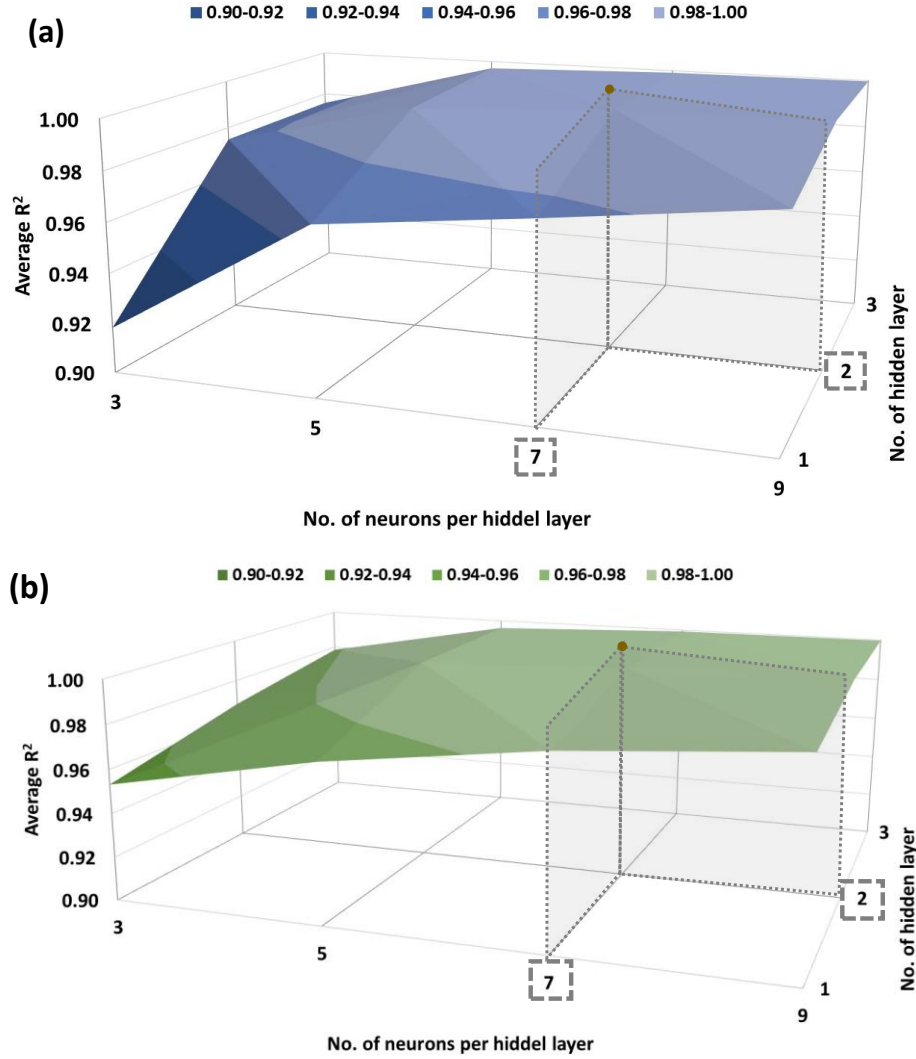 (a)
0.90-0.92 0.92-0.94 0.94-0.96 0.96-0.98 0.98-1.00
1.00
0.98
0.96
0.94
0.92
0.90
Average R²
3
5
7
9
1
2
3
No. of hidden layer
No. of neurons per hiddel layer
(b)
0.90-0.92 0.92-0.94 0.94-0.96 0.96-0.98 0.98-1.00
1.00
0.98
0.96
0.94
0.92
0.90
Average R²
3
5
7
9
1
2
3
No. of hidden layer
No. of neurons per hiddel layer